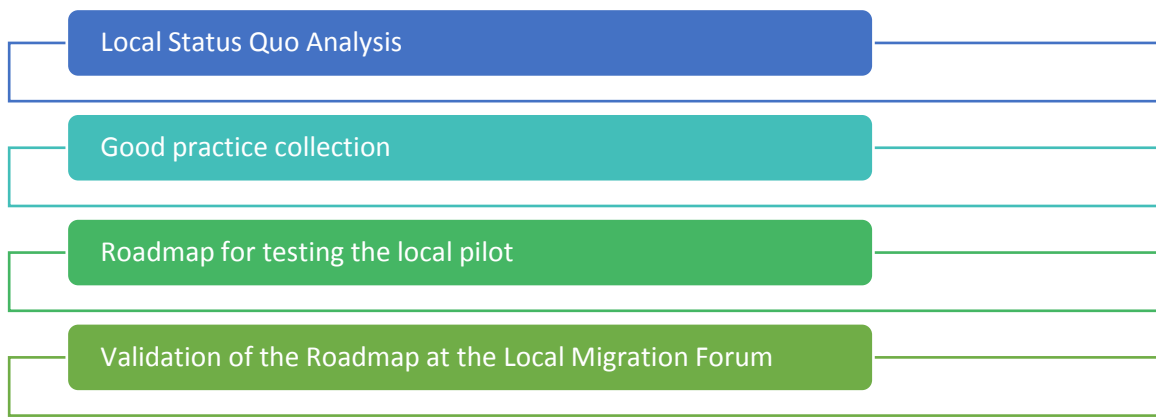 Local Status Quo Analysis
Good practice collection
Roadmap for testing the local pilot
Validation of the Roadmap at the Local Migration Forum